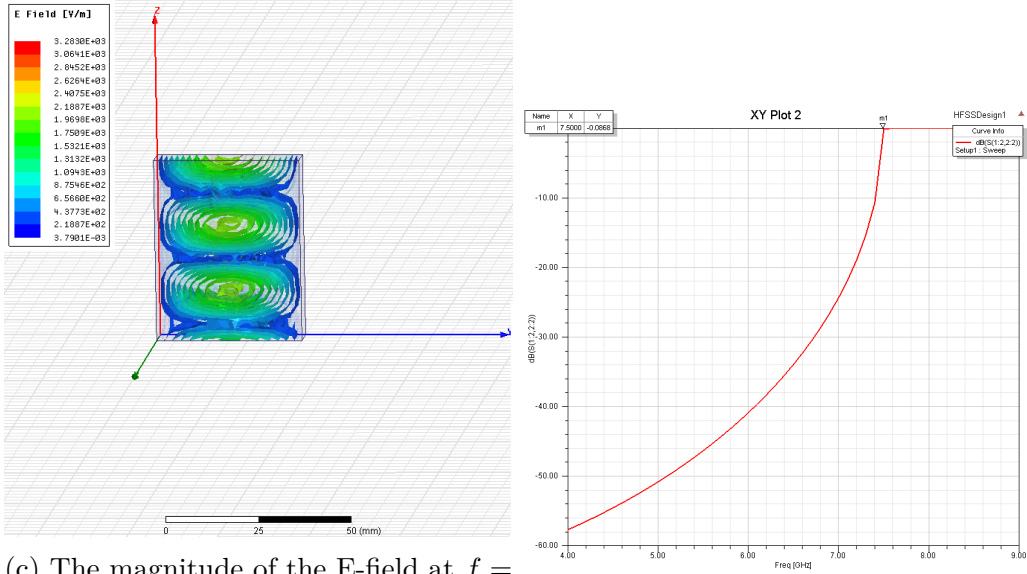 E Field [V/m]
3.2830E+03
3.0641E+03
2.8452E+03
2.6264E+03
2.4075E+03
2.1887E+03
1.9698E+03
1.7509E+03
1.5321E+03
1.3132E+03
1.0943E+03
8.7546E+02
6.5660E+02
4.3773E+02
2.1887E+02
3.7901E-03
Z
0
25
50 (mm)
(c) The magnitude of the E-field at f =
XY Plot 2
HFSSDesign1
Name X Y
m1 7.5000 -0.0868
m1
Curve Info
dB(S(1:2,2:2))
Setup1 : Sweep
dB(S(1:2,2:2))
-10.00
-20.00
-30.00
-40.00
-50.00
-60.00
4.00 5.00 6.00 7.00 8.00 9.00
Freq [GHz]